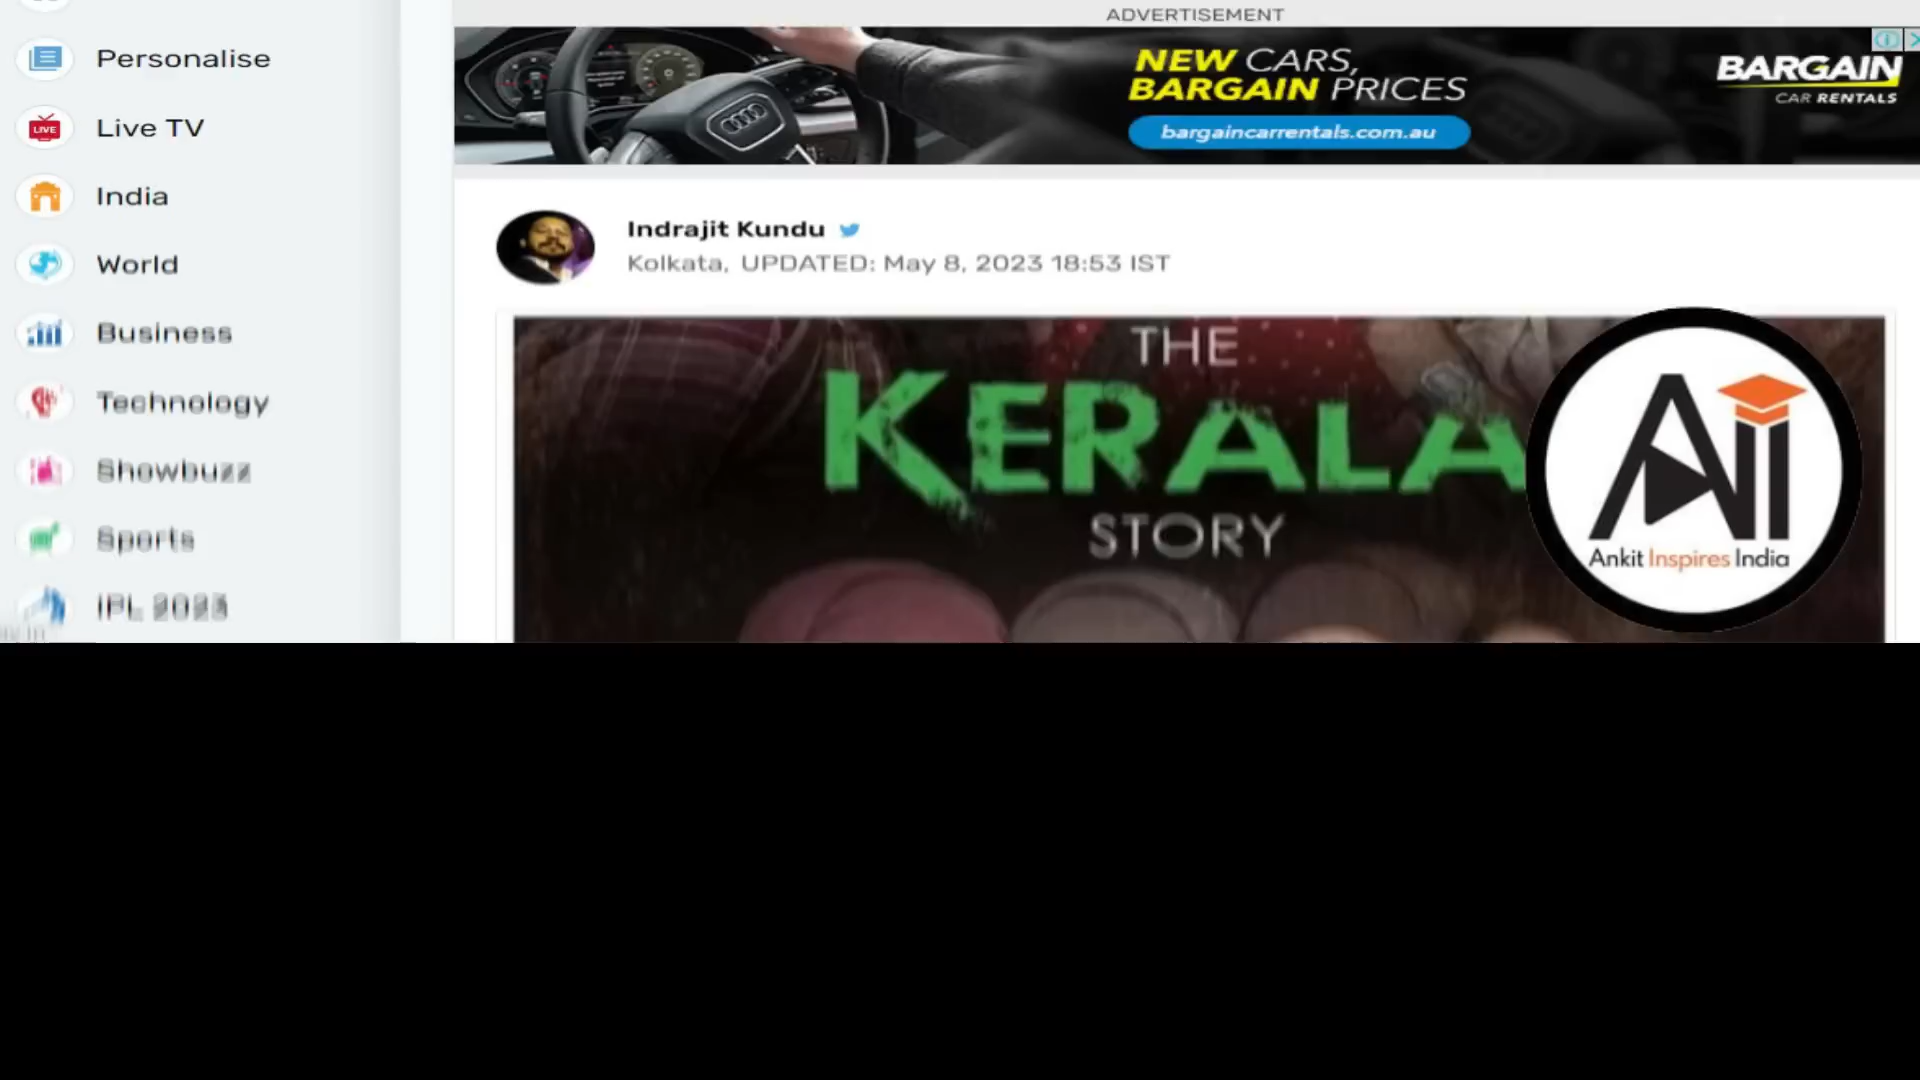 ADVERTISEMENT
Personalise
Live TV
LIVE
India
World
Business
Technology
Showbuzz
Sports
IPL 2023
NEW CARS,
BARGAIN PRICES
bargaincarrentals.com.au
BARGAIN
CAR RENTALS
Indrajit Kundu
Kolkata, UPDATED: May 8, 2023 18:53 IST
THE
KERALA
STORY
Aii
Ankit Inspires India